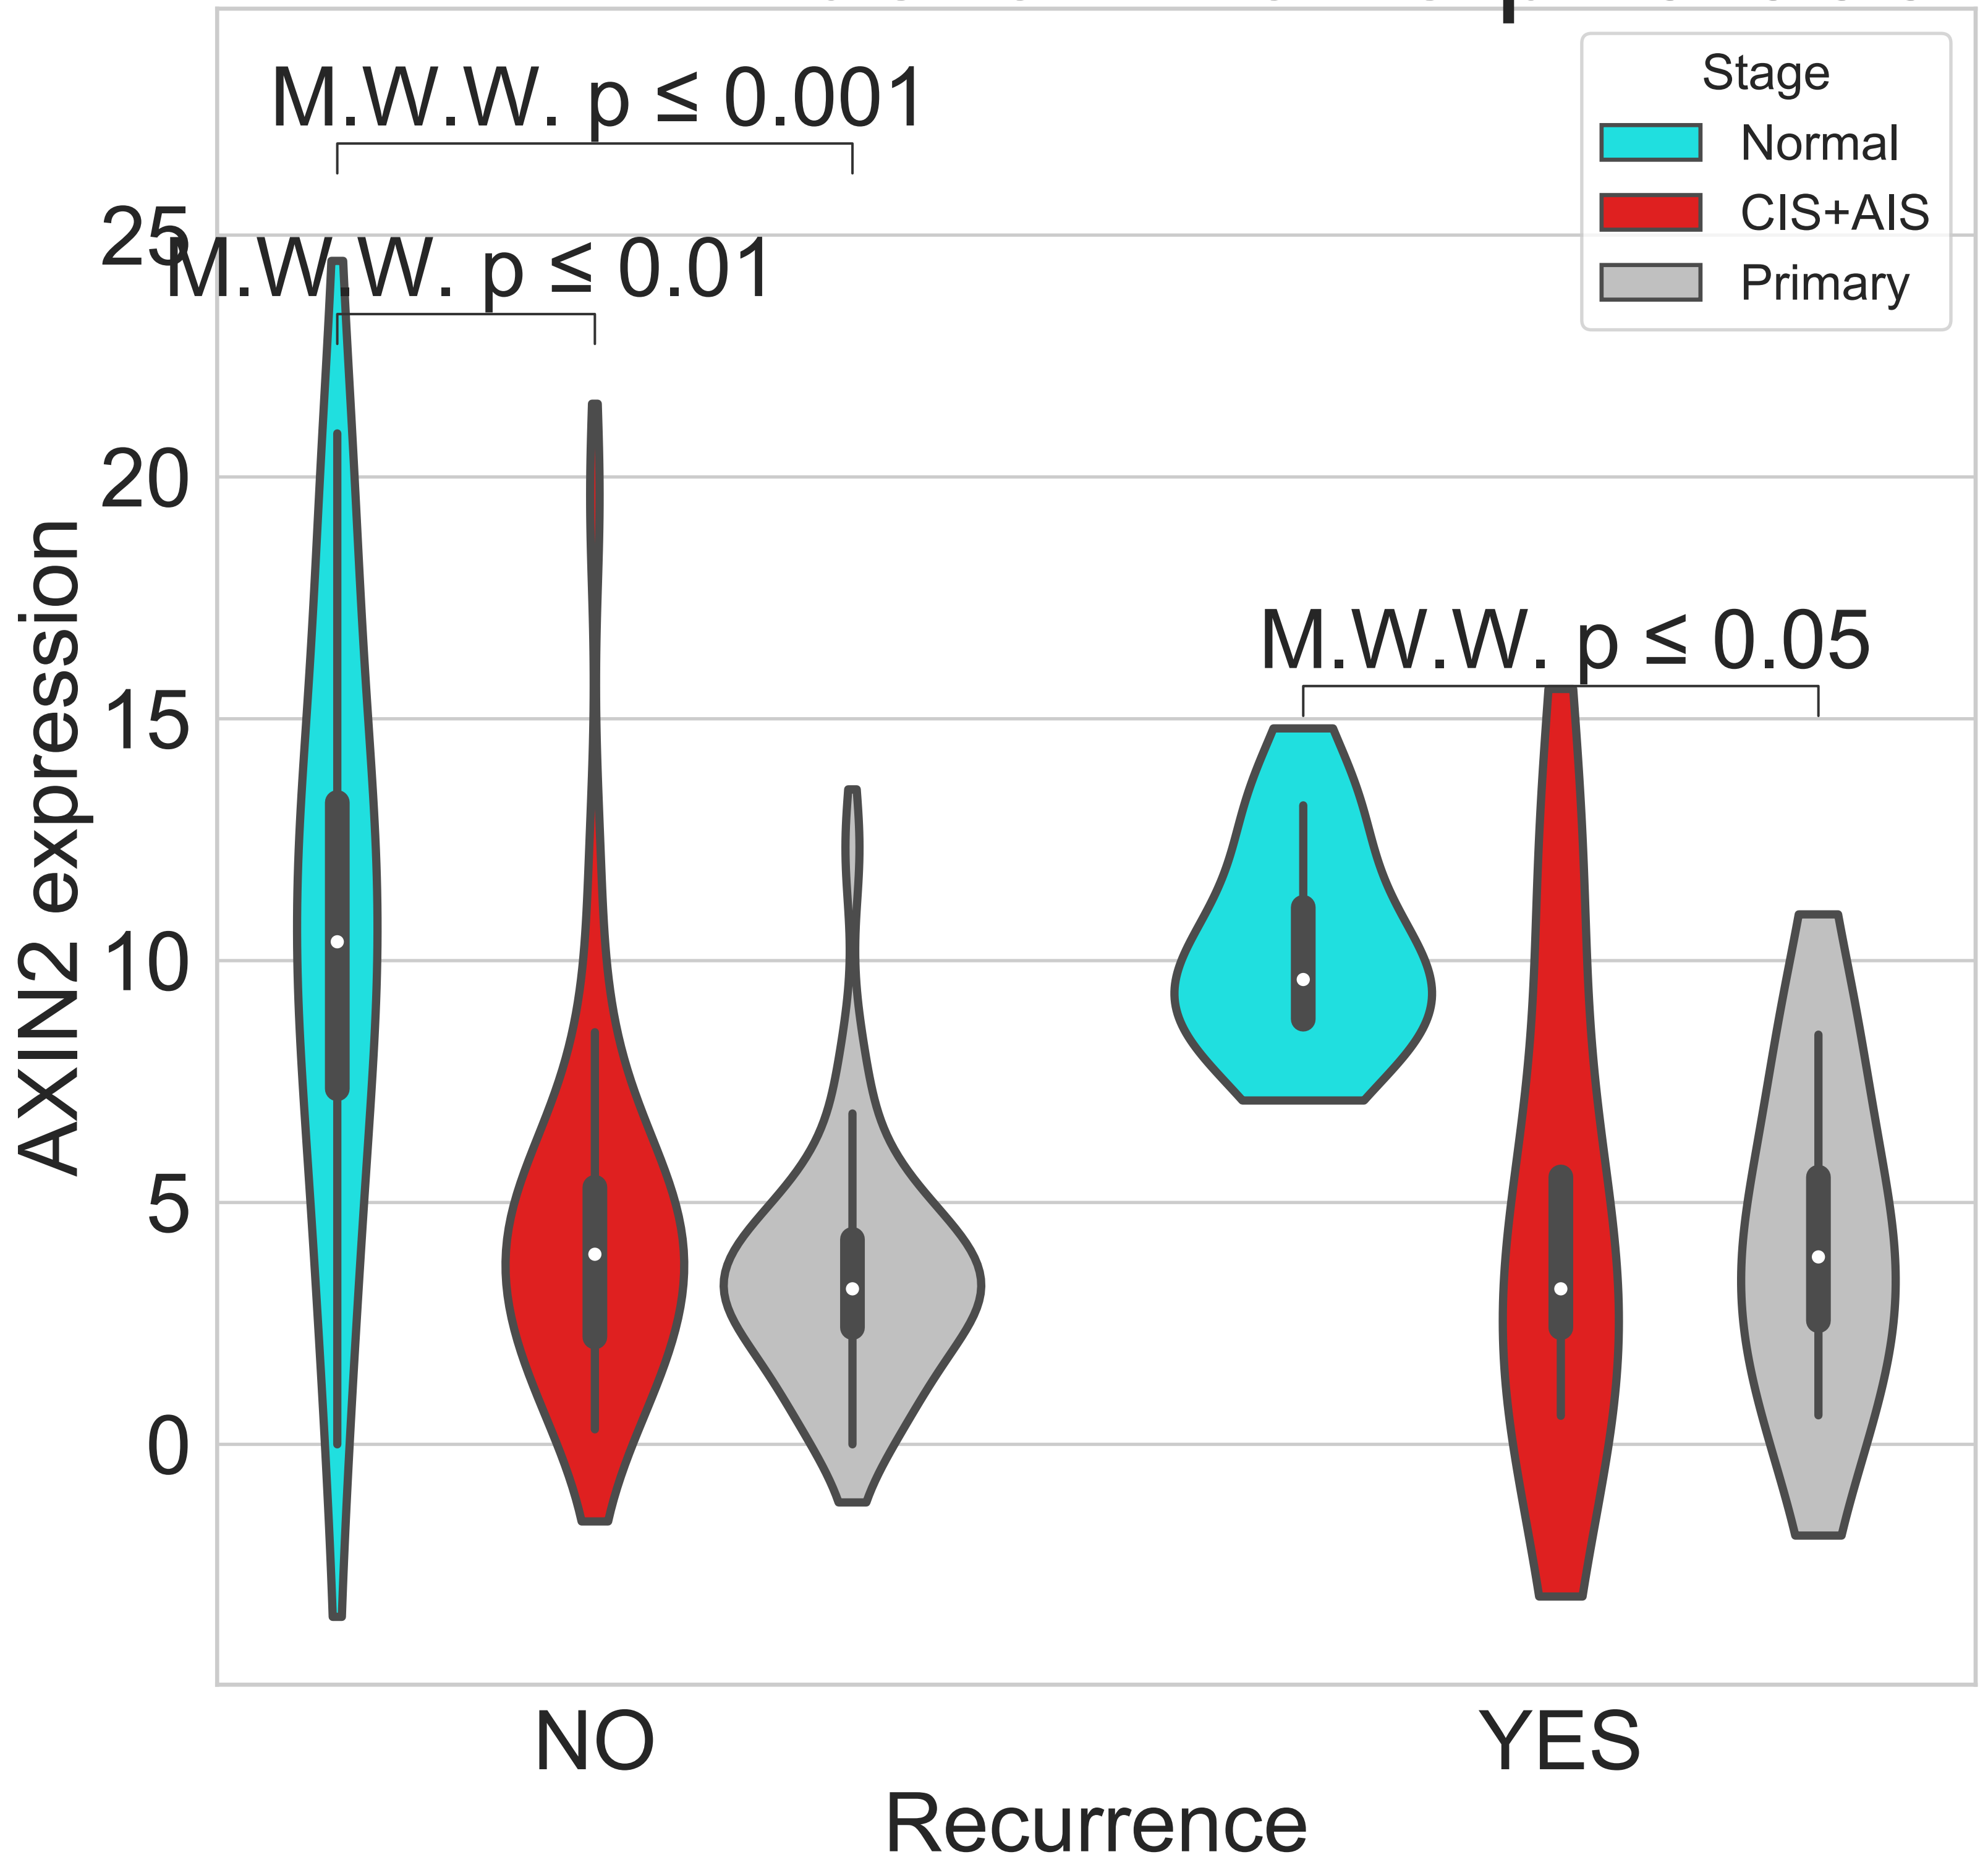 M.W.W. p ≤ 0.001
Stage
Normal
CIS+AIS
Primary
25
M.W.W. p ≤ 0.01
20
M.W.W. p ≤ 0.05
15
10
5
0
AXIN2 expression
NO
YES
Recurrence